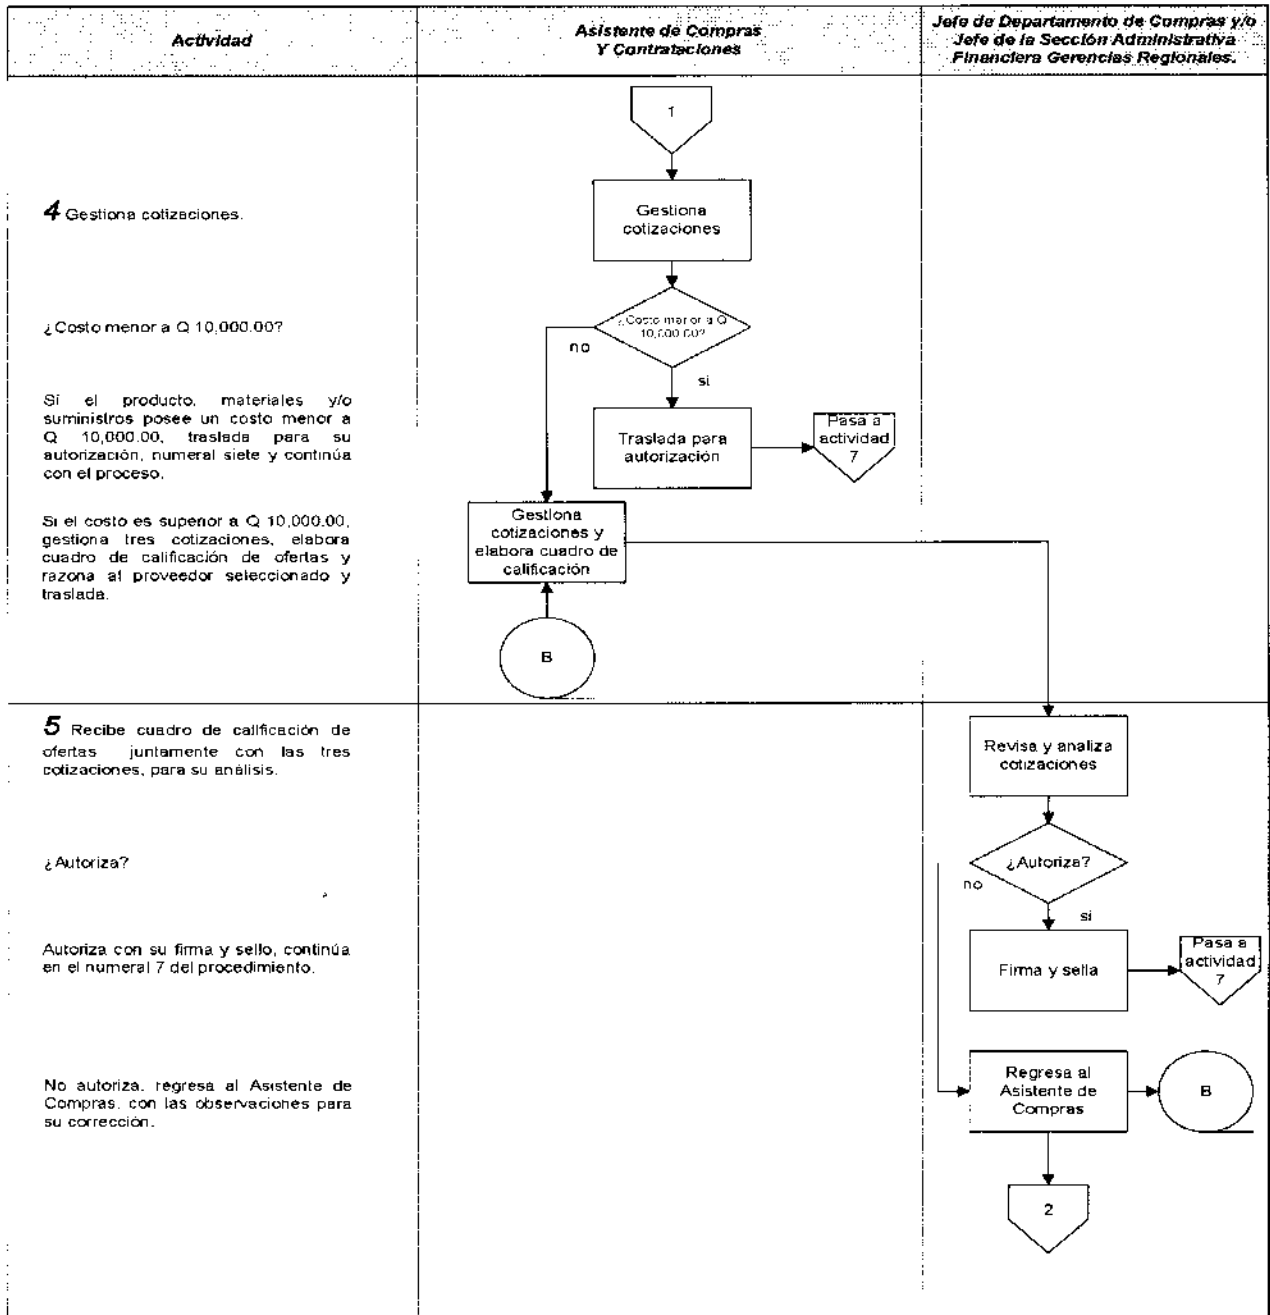 Actividad
Asistente de Compras
Y Contrataciones
Jefe de Departamento de Compras y/o
Jefe de la Sección Administrativa
Financiera Gerencias Regionales.
1
4 Gestiona cotizaciones.
Gestiona
cotizaciones
¿Costo menor a Q 10,000.00?
¿Costo menor a Q
10,000.00?
no
si
Sí el producto, materiales y/o
suministros posee un costo menor a
Q 10,000.00, traslada para su
autorización, numeral siete y continúa
con el proceso.
Traslada para
autorización
Pasa a
actividad
7
Si el costo es superior a Q 10,000.00,
gestiona tres cotizaciones, elabora
cuadro de calificación de ofertas y
razona al proveedor seleccionado y
traslada.
Gestiona
cotizaciones y
elabora cuadro de
calificación
B
5 Recibe cuadro de calificación de
ofertas juntamente con las tres
cotizaciones, para su análisis.
Revisa y analiza
cotizaciones
¿Autoriza?
¿Autoriza?
no
si
Autoriza con su firma y sello, continúa
en el numeral 7 del procedimiento.
Firma y sella
Pasa a
actividad
7
No autoriza, regresa al Asistente de
Compras, con las observaciones para
su corrección.
Regresa al
Asistente de
Compras
B
2